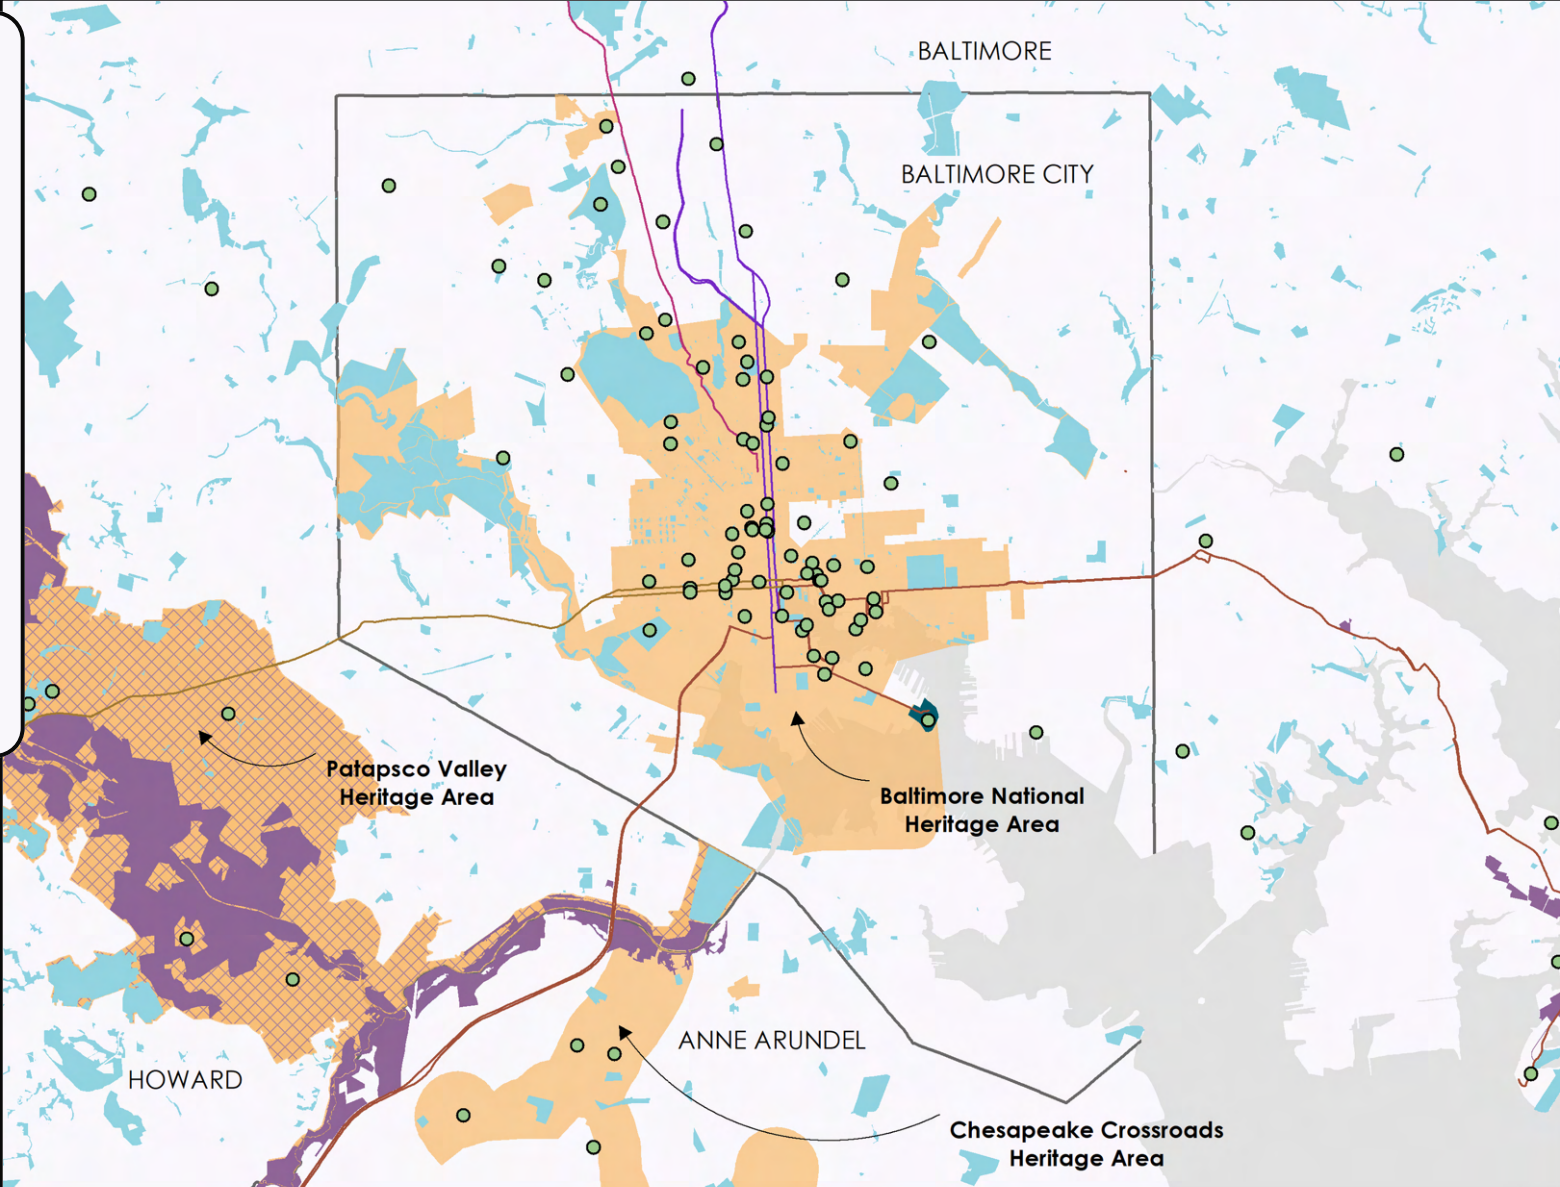 BALTIMORE
BALTIMORE CITY
Patapsco Valley
Heritage Area
Baltimore National
Heritage Area
ANNE ARUNDEL
HOWARD
Chesapeake Crossroads
Heritage Area